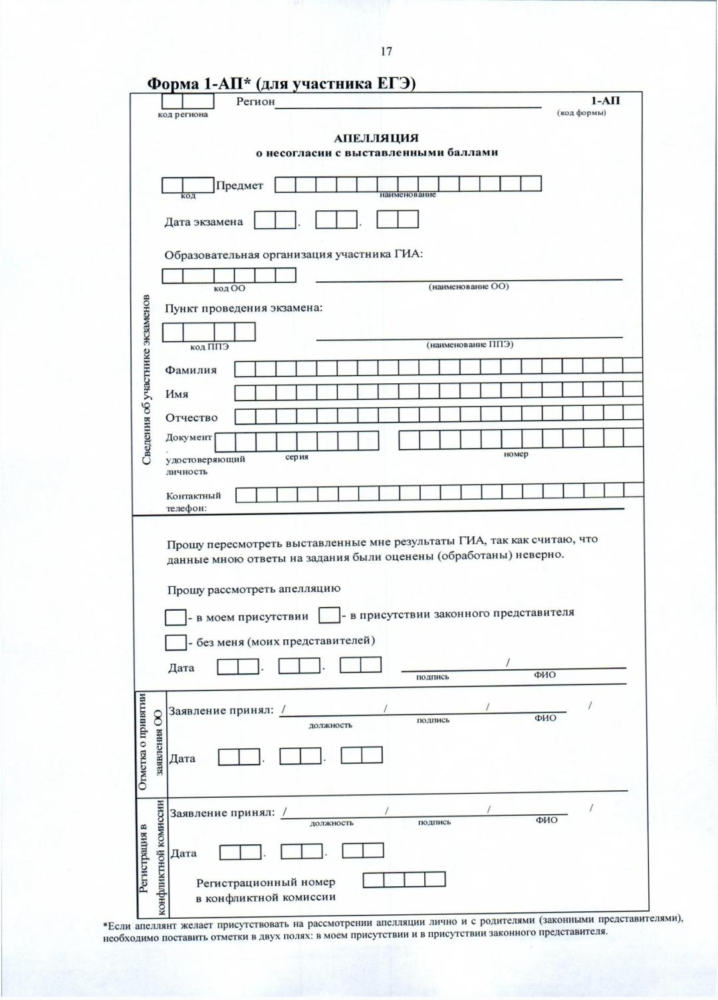 17
Форма 1-АП* (для участника ЕГЭ)
Регион 1-АП
код региона (код формы)
АПЕЛЛЯЦИЯ
о несогласии с выставленными баллами
Предмет
код наименование
Дата экзамена . .
Образовательная организация участника ГИА:
код ОО (наименование ОО)
Пункт проведения экзамена:
код ППЭ (наименование ППЭ)
Фамилия
Имя
Отчество
Документ
.
удостоверяющий серия номер
личность
Контактный
телефон:
Сведения об участнике экзаменов
Прошу пересмотреть выставленные мне результаты ГИА, так как считаю, что
данные мною ответы на задания были оценены (обработаны) неверно.
Прошу рассмотреть апелляцию
- в моем присутствии - в присутствии законного представителя
- без меня (моих представителей)
Дата . . /
подпись ФИО
Отметка о принятии
заявления ОО
Заявление принял: / / / /
должность подпись ФИО
Дата . .
Регистрация в
конфликтной комиссии
Заявление принял: / / / /
должность подпись ФИО
Дата . .
Регистрационный номер
в конфликтной комиссии
*Если апеллянт желает присутствовать на рассмотрении апелляции лично и с родителями (законными представителями),
необходимо поставить отметки в двух полях: в моем присутствии и в присутствии законного представителя.